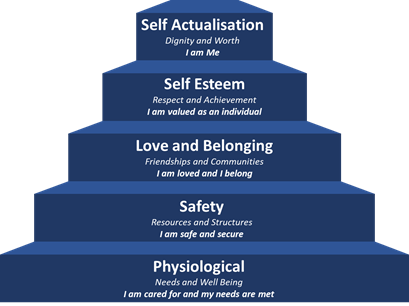 Self Actualisation
Dignity and Worth
I am Me
Self Esteem
Respect and Achievement
I am valued as an individual
Love and Belonging
Friendships and Communities
I am loved and I belong
Safety
Resources and Structures
I am safe and secure
Physiological
Needs and Well Being
I am cared for and my needs are met